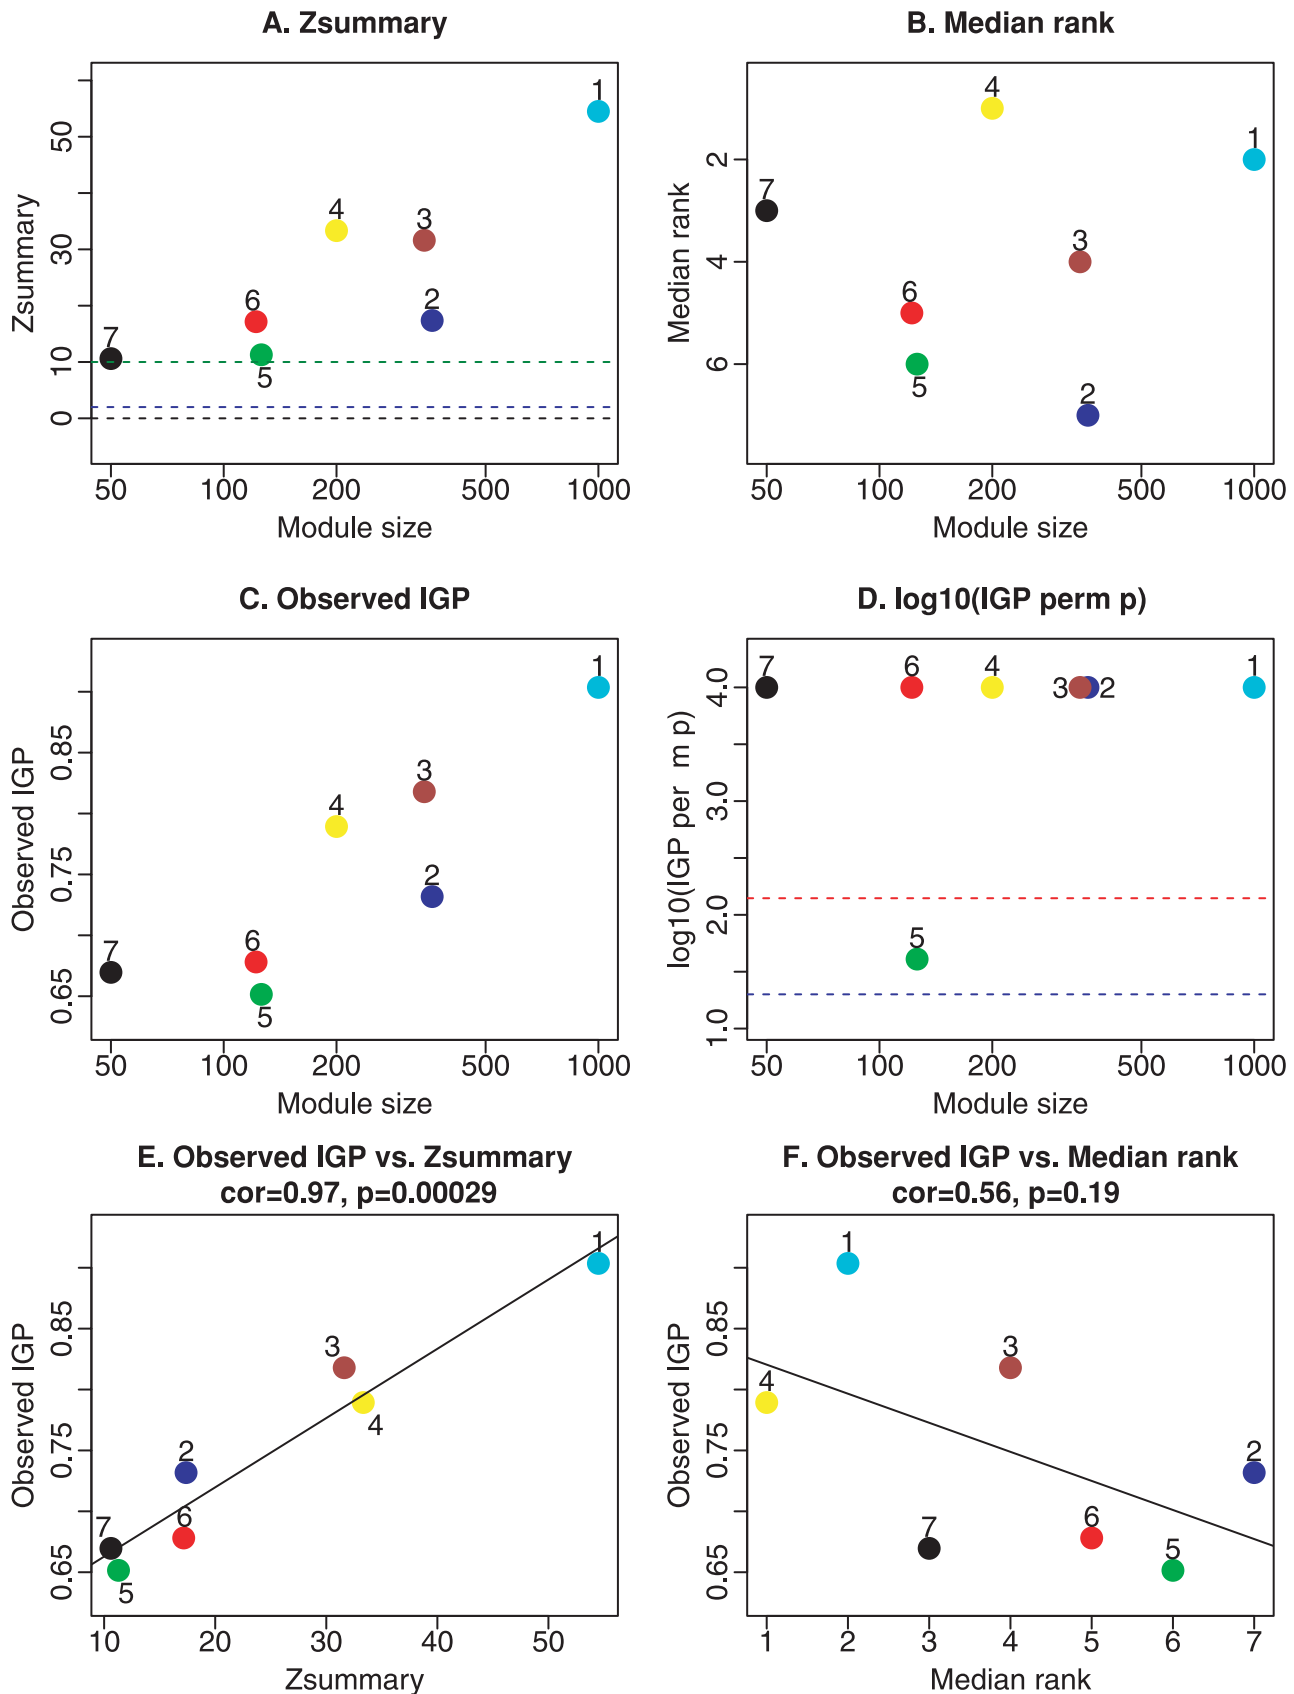 A. Zsummary
B. Median rank
Zsummary
0 10 30 50
1
4
3
6
2
7
5
50 100 200 500 1000
Module size
Median rank
2
4
6
4
1
7
3
6
5
2
50 100 200 500 1000
Module size
C. Observed IGP
D. log10(IGP perm p)
Observed IGP
0.65 0.75 0.85
1
3
4
2
6
7
5
50 100 200 500 1000
Module size
log10(IGP per m p)
1.0 2.0 3.0 4.0
7 6 4 3 2 1
5
50 100 200 500 1000
Module size
E. Observed IGP vs. Zsummary
cor=0.97, p=0.00029
F. Observed IGP vs. Median rank
cor=0.56, p=0.19
Observed IGP
0.65 0.75 0.85
1
3
4
2
6
7
5
10 20 30 40 50
Zsummary
Observed IGP
0.65 0.75 0.85
1
3
4
2
6
7
5
1 2 3 4 5 6 7
Median rank